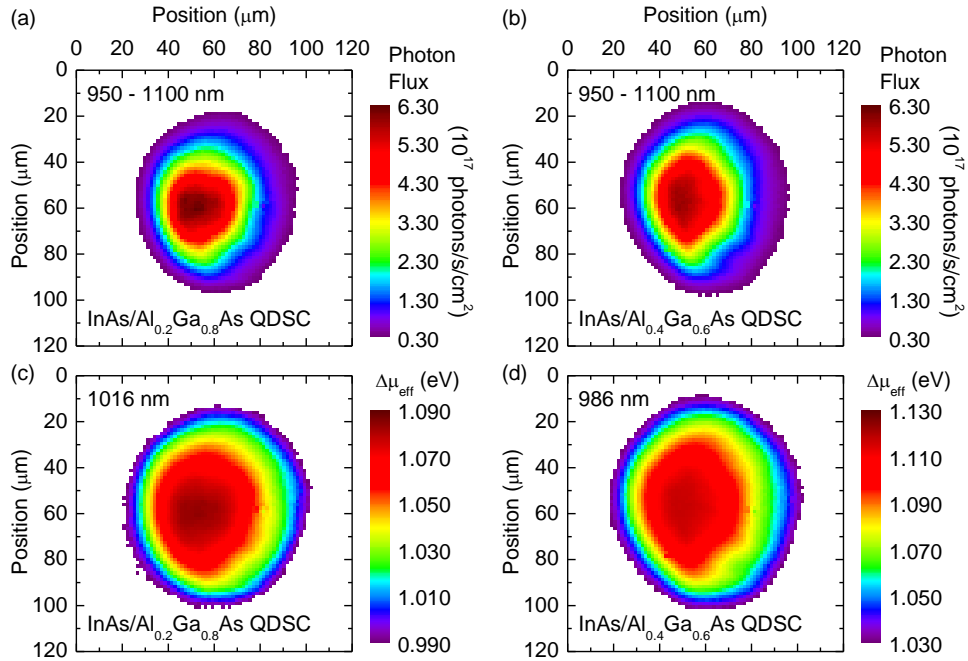 (a)
Position (μm)
0 20 40 60 80 100 120
Photon
Flux
0
20
40
60
80
100
120
Position (μm)
950 - 1100 nm
InAs/Al0.2Ga0.8As QDSC
6.30
5.30
4.30
3.30
2.30
1.30
0.30
(10^17 photons/s/cm^2)
(b)
Position (μm)
0 20 40 60 80 100 120
Photon
Flux
0
20
40
60
80
100
120
Position (μm)
950 - 1100 nm
InAs/Al0.4Ga0.6As QDSC
6.30
5.30
4.30
3.30
2.30
1.30
0.30
(10^17 photons/s/cm^2)
(c)
0
20
40
60
80
100
120
Position (μm)
1016 nm
InAs/Al0.2Ga0.8As QDSC
Δμeff (eV)
1.090
1.070
1.050
1.030
1.010
0.990
(d)
0
20
40
60
80
100
120
Position (μm)
986 nm
InAs/Al0.4Ga0.6As QDSC
Δμeff (eV)
1.130
1.110
1.090
1.070
1.050
1.030